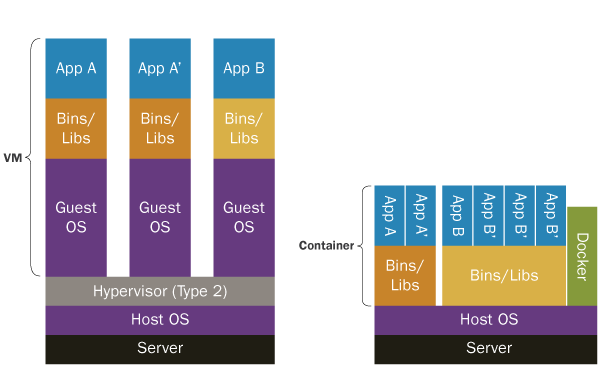 App A
App A′
App B
Bins/
Libs
Bins/
Libs
Bins/
Libs
VM
Guest
OS
Guest
OS
Guest
OS
Hypervisor (Type 2)
Host OS
Server
Container
App A
App A′
App B
App B′
App B′
App B′
Docker
Bins/
Libs
Bins/Libs
Host OS
Server